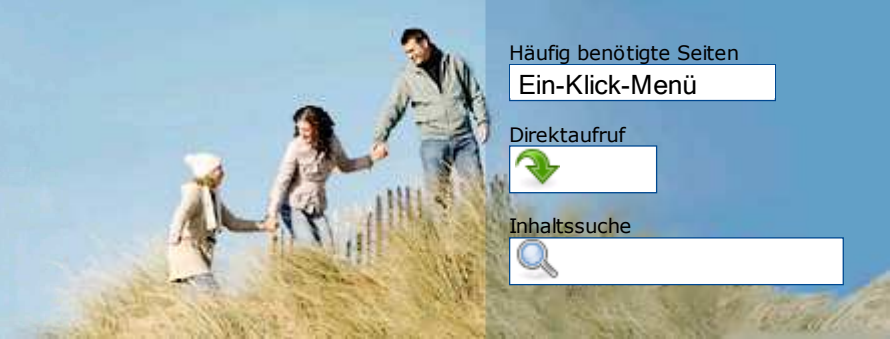 Häufig benötigte Seiten
Ein-Klick-Menü
Direktaufruf
Inhaltssuche